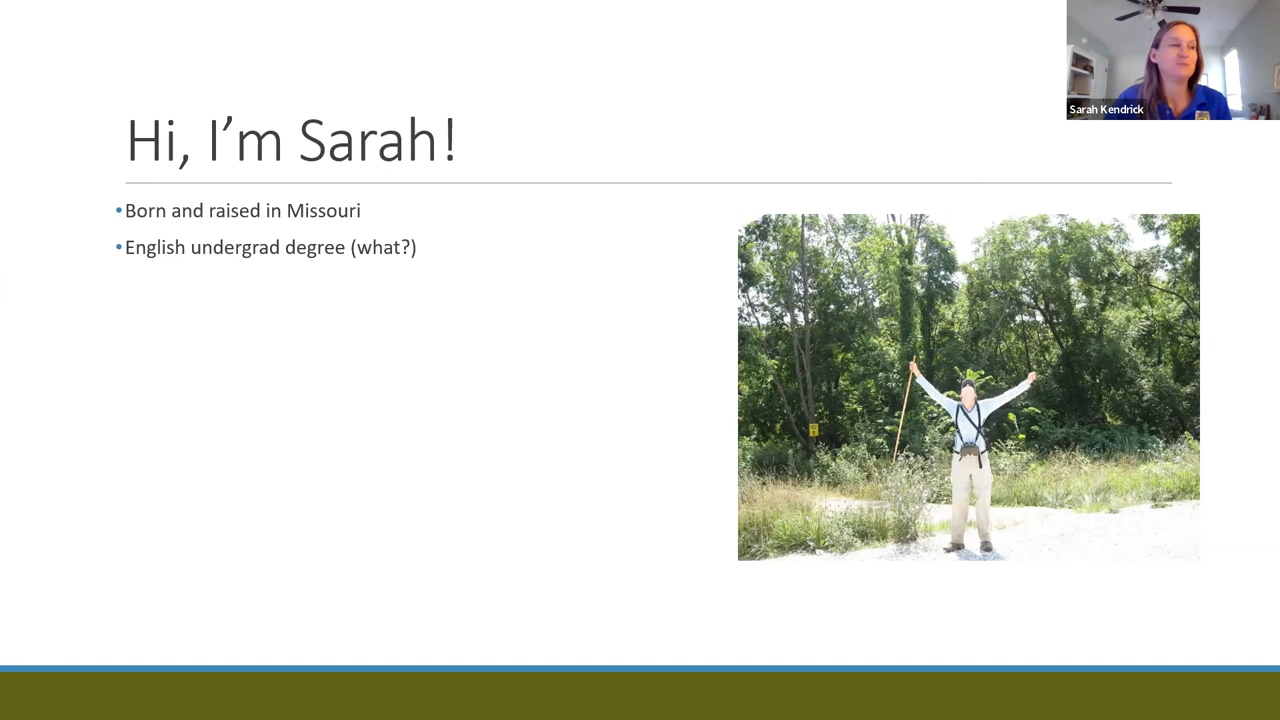 Sarah Kendrick
Hi, I’m Sarah!
•Born and raised in Missouri
•English undergrad degree (what?)